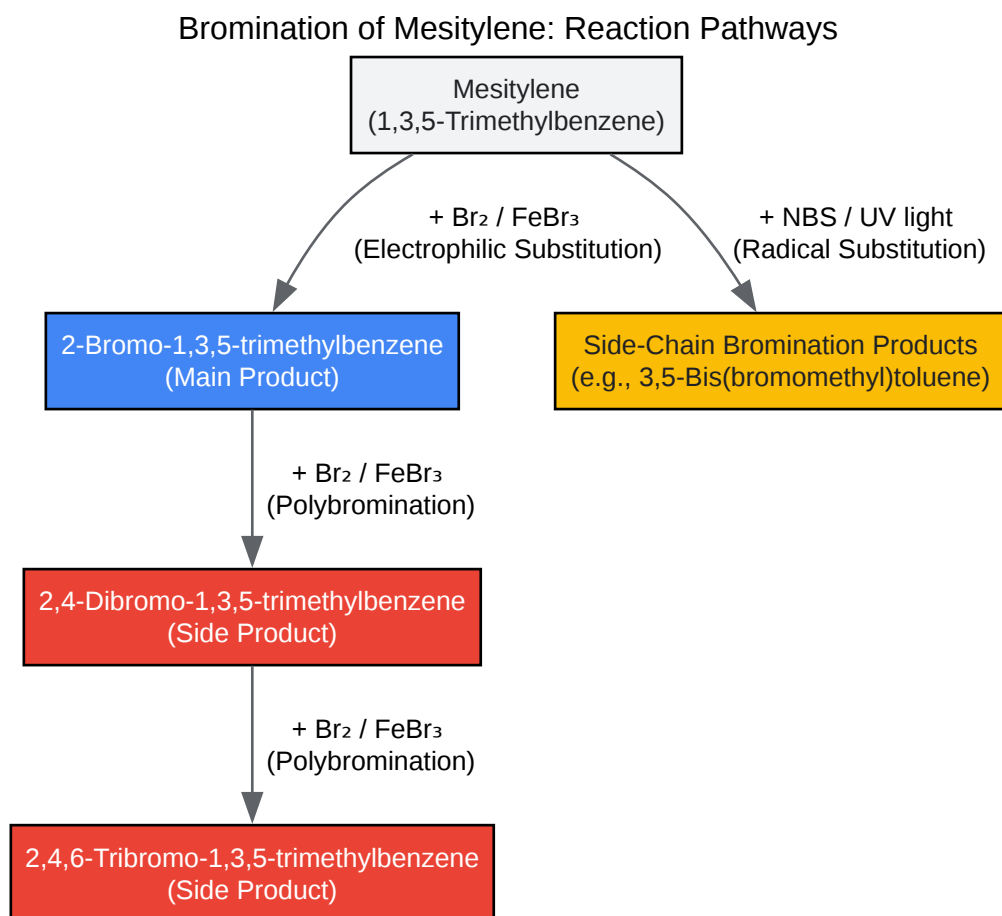 Bromination of Mesitylene: Reaction Pathways
Mesitylene
(1,3,5-Trimethylbenzene)
+ Br₂ / FeBr₃
(Electrophilic Substitution)
+ NBS / UV light
(Radical Substitution)
2-Bromo-1,3,5-trimethylbenzene
(Main Product)
Side-Chain Bromination Products
(e.g., 3,5-Bis(bromomethyl)toluene)
+ Br₂ / FeBr₃
(Polybromination)
2,4-Dibromo-1,3,5-trimethylbenzene
(Side Product)
+ Br₂ / FeBr₃
(Polybromination)
2,4,6-Tribromo-1,3,5-trimethylbenzene
(Side Product)